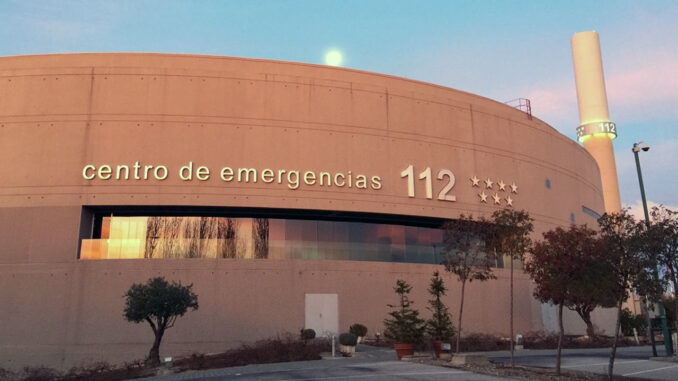 centro de emergencias 112
112